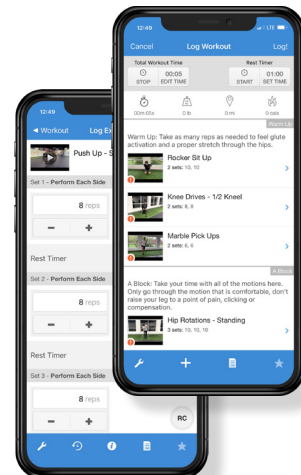 12:49
LTE
Cancel
Log Workout
Log!
Total Workout Time
Rest Timer
STOP
00:05
EDIT TIME
START
01:00
SET TIME
00m 05s
0 lb
0 mi
0 cals
Warm Up
Warm Up: Take as many reps as needed to feel glute
activation and a proper stretch through the hips.
Rocker Sit Up
2 sets: 10, 10
Knee Drives - 1/2 Kneel
2 sets: 8, 8
Marble Pick Ups
2 sets: 6, 6
A Block
A Block: Take your time with all of the motions here.
Only go through the motion that is comfortable, don't
raise your leg to a point of pain, clicking or
compensation.
Hip Rotations - Standing
3 sets: 10, 10, 10
12:49
Workout
Log Ex
Push Up - S
Set 1 - Perform Each Side
8 reps
Rest Timer
Set 2 - Perform Each Side
8 reps
Rest Timer
Set 3 - Perform Each Side
8 reps
RC